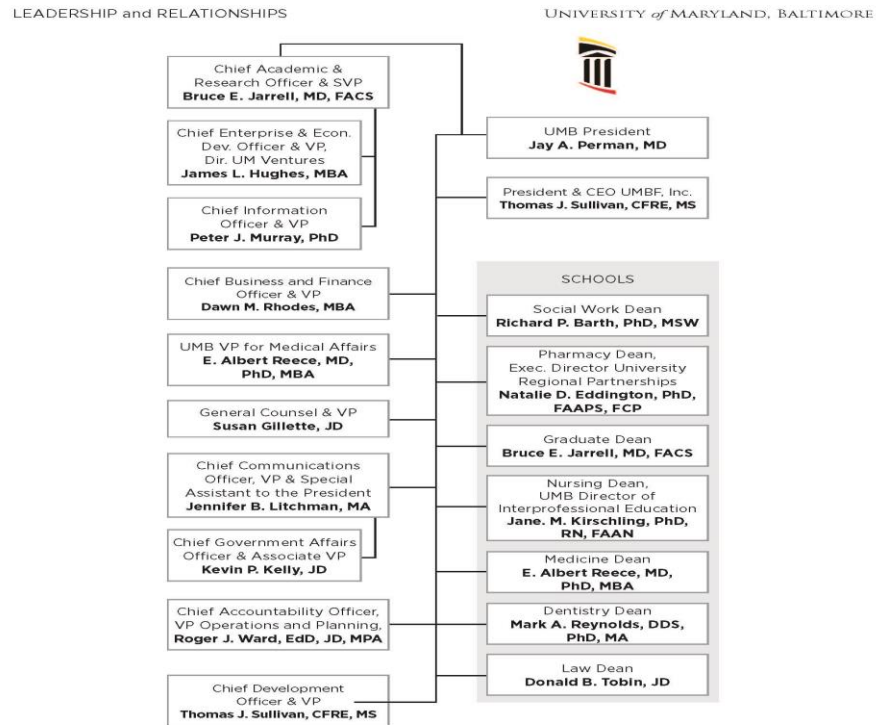 LEADERSHIP and RELATIONSHIPS
UNIVERSITY of MARYLAND, BALTIMORE
Chief Academic &
Research Officer & SVP
Bruce E. Jarrell, MD, FACS
Chief Enterprise & Econ.
Dev. Officer & VP,
Dir. UM Ventures
James L. Hughes, MBA
Chief Information
Officer & VP
Peter J. Murray, PhD
Chief Business and Finance
Officer & VP
Dawn M. Rhodes, MBA
UMB VP for Medical Affairs
E. Albert Reece, MD,
PhD, MBA
General Counsel & VP
Susan Gillette, JD
Chief Communications
Officer, VP & Special
Assistant to the President
Jennifer B. Litchman, MA
Chief Government Affairs
Officer & Associate VP
Kevin P. Kelly, JD
Chief Accountability Officer,
VP Operations and Planning,
Roger J. Ward, EdD, JD, MPA
Chief Development
Officer & VP
Thomas J. Sullivan, CFRE, MS
UMB President
Jay A. Perman, MD
President & CEO UMBF, Inc.
Thomas J. Sullivan, CFRE, MS
SCHOOLS
Social Work Dean
Richard P. Barth, PhD, MSW
Pharmacy Dean,
Exec. Director University
Regional Partnerships
Natalie D. Eddington, PhD,
FAAPS, FCP
Graduate Dean
Bruce E. Jarrell, MD, FACS
Nursing Dean,
UMB Director of
Interprofessional Education
Jane. M. Kirschling, PhD,
RN, FAAN
Medicine Dean
E. Albert Reece, MD,
PhD, MBA
Dentistry Dean
Mark A. Reynolds, DDS,
PhD, MA
Law Dean
Donald B. Tobin, JD